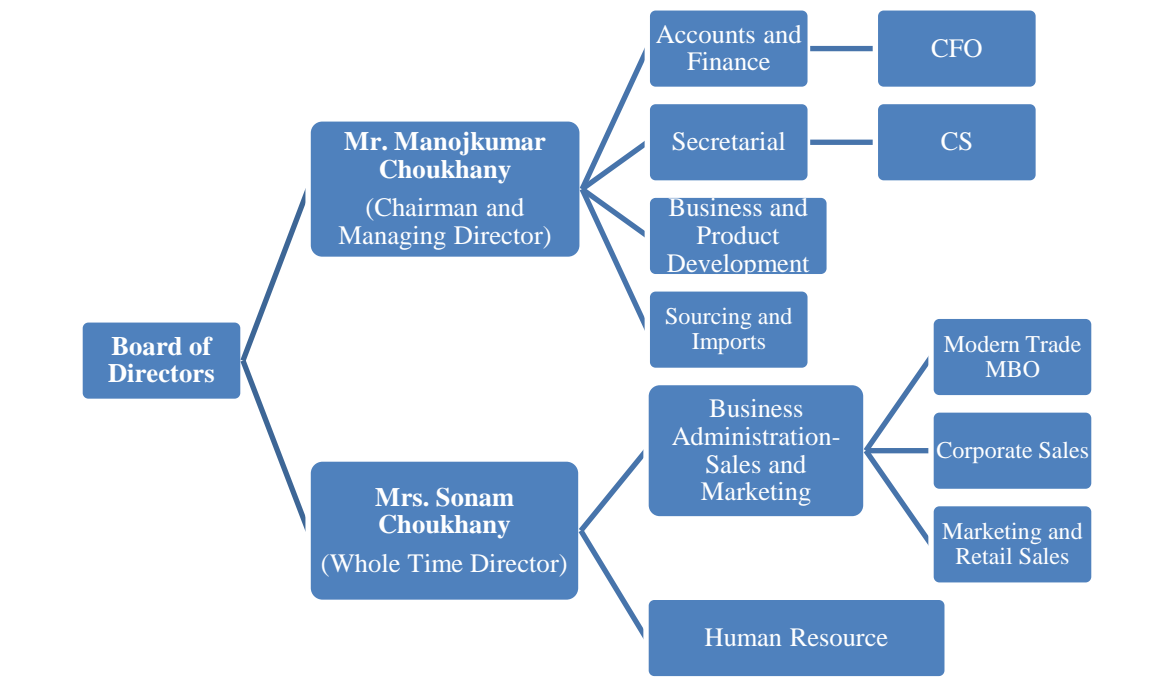 Board of
Directors
Mr. Manojkumar
Choukhany
(Chairman and
Managing Director)
Accounts and
Finance
CFO
Secretarial
CS
Business and
Product
Development
Sourcing and
Imports
Mrs. Sonam
Choukhany
(Whole Time Director)
Business
Administration-
Sales and
Marketing
Modern Trade
MBO
Corporate Sales
Marketing and
Retail Sales
Human Resource